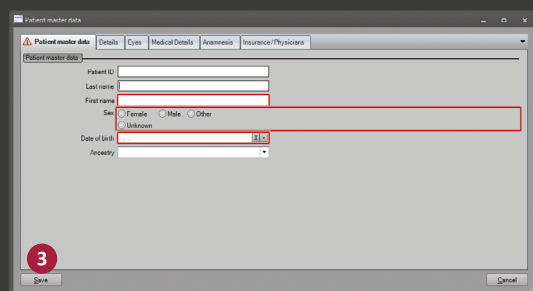 Patient master data
Patient master data Details Eyes Medical Details Anamnesis Insurance/Physicians
Patient master data
Patient ID
Last name
First name
Sex Female Male Other
Unknown
Date of birth . .
Ancestry
3
Save Cancel